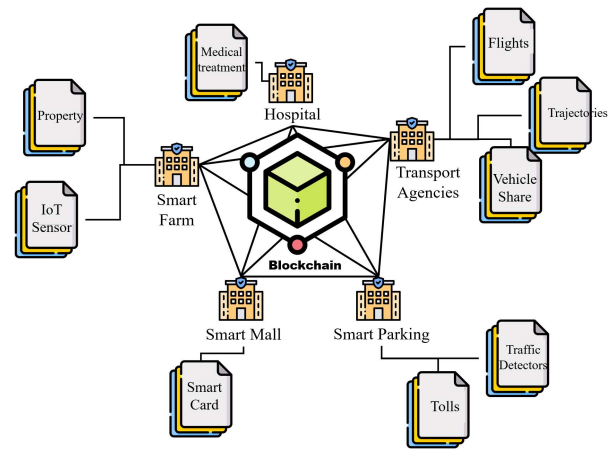 Medical
treatment
Flights
Property
Hospital
Trajectories
Transport
Agencies
Vehicle
Share
Smart
Farm
IoT
Sensor
Blockchain
Smart Mall
Smart Parking
Smart
Card
Traffic
Detectors
Tolls